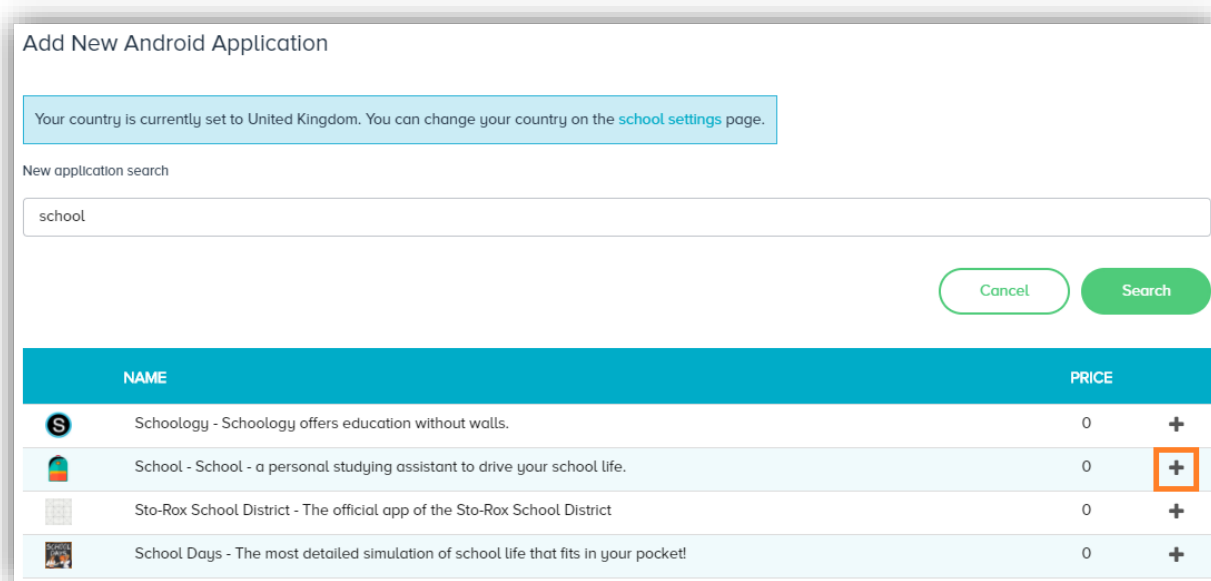 Add New Android Application
Your country is currently set to United Kingdom. You can change your country on the school settings page.
New application search
school
Cancel Search
NAME PRICE
S Schoology - Schoology offers education without walls. 0 +
School - School - a personal studying assistant to drive your school life. 0 +
Sto-Rox School District - The official app of the Sto-Rox School District 0 +
SCHOOL DAYS School Days - The most detailed simulation of school life that fits in your pocket! 0 +